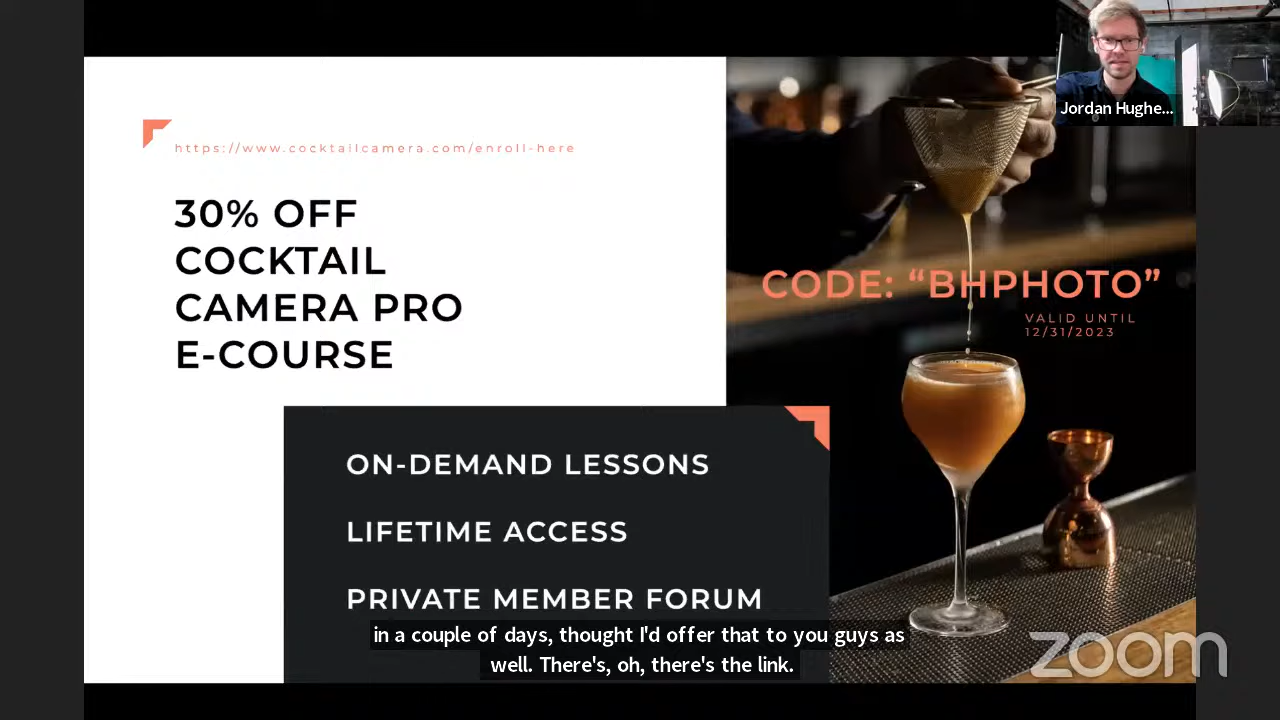 https://www.cocktailcamera.com/enroll-here
30% OFF
COCKTAIL
CAMERA PRO
E-COURSE
CODE: “BHPHOTO”
VALID UNTIL
12/31/2023
ON-DEMAND LESSONS
LIFETIME ACCESS
PRIVATE MEMBER FORUM
in a couple of days, thought I'd offer that to you guys as
well. There's, oh, there's the link.
Jordan Hughe...
zoom